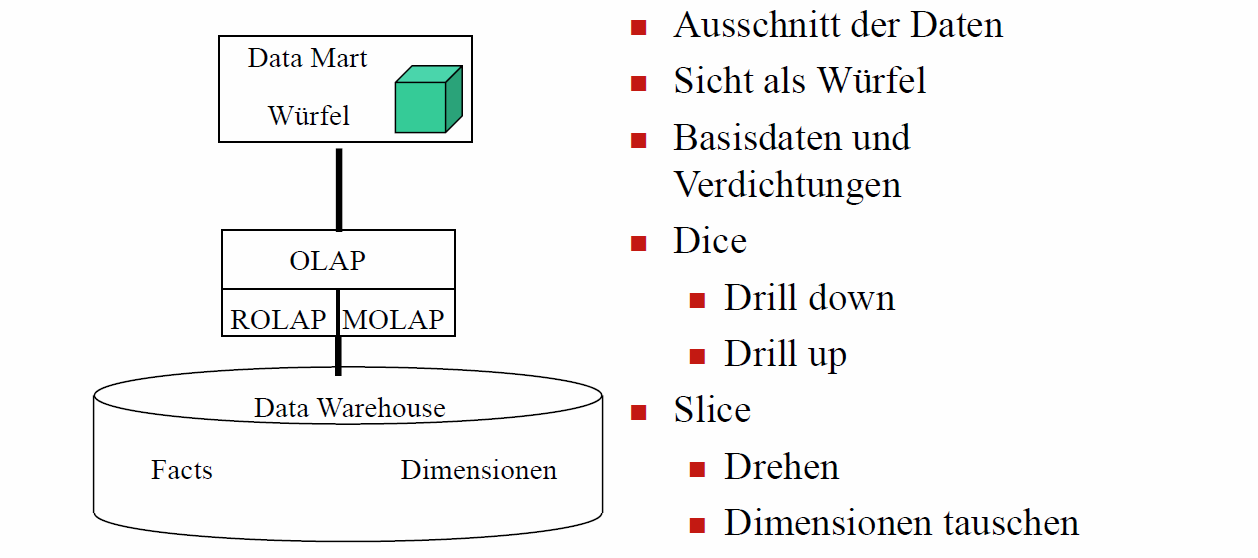 Data Mart
Würfel
OLAP
ROLAP MOLAP
Data Warehouse
Facts Dimensionen
Ausschnitt der Daten
Sicht als Würfel
Basisdaten und
Verdichtungen
Dice
Drill down
Drill up
Slice
Drehen
Dimensionen tauschen